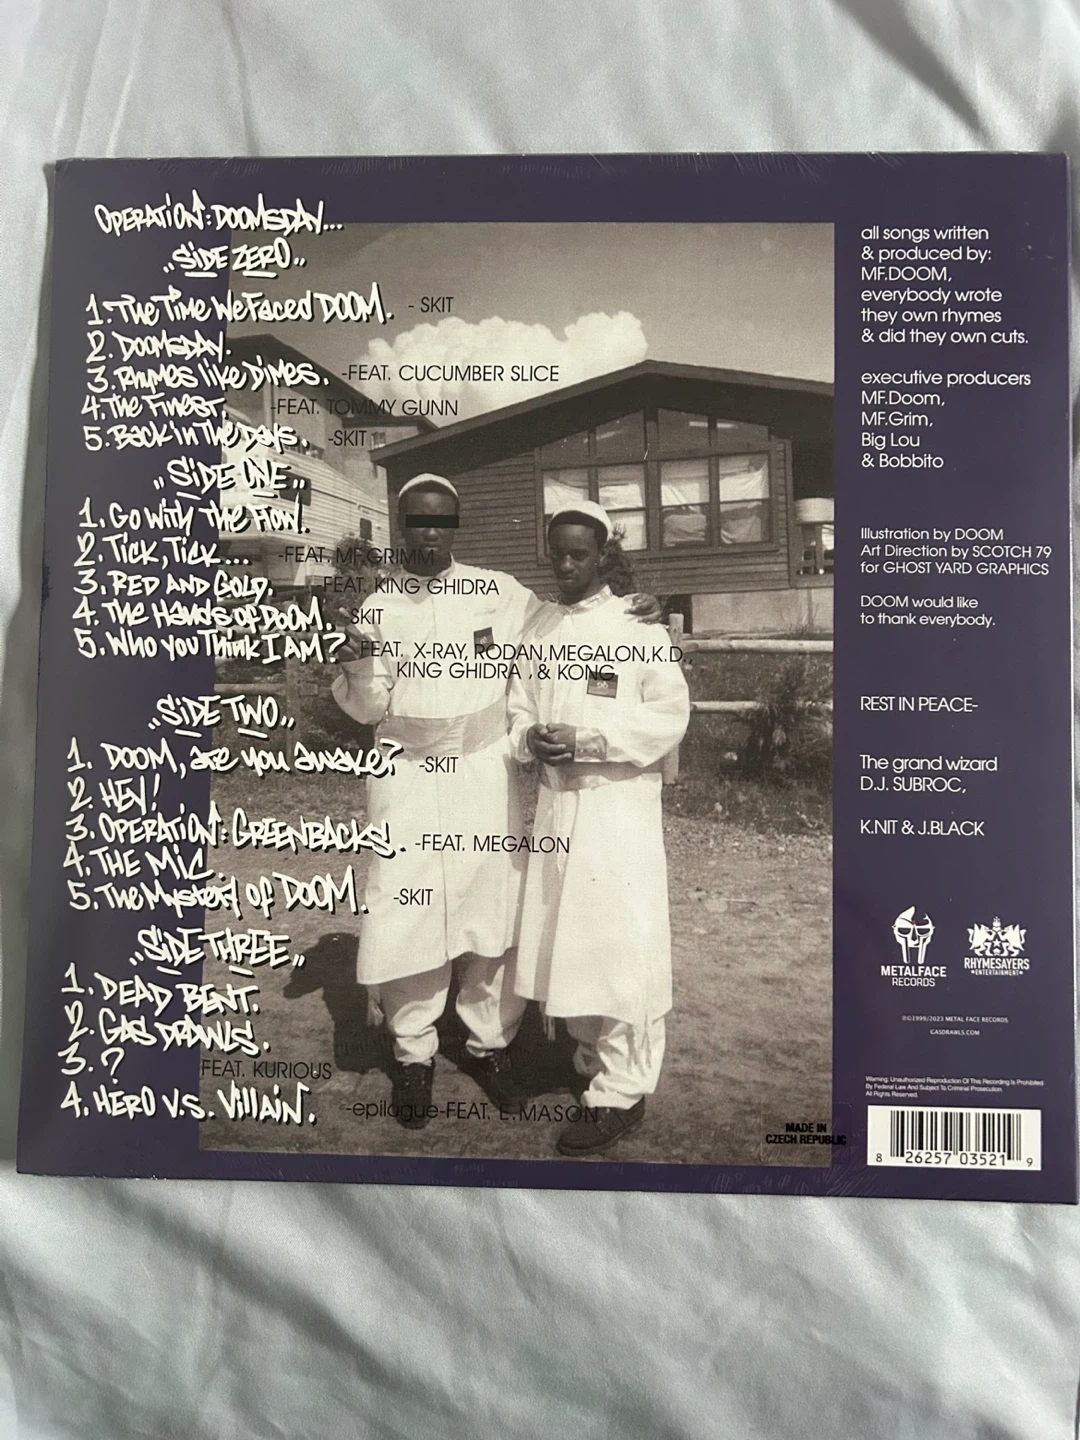 OPERATION: DOOMSDAY...
,,SIDE ZERO,,
1. The Time We Faced DOOM. - SKIT
2. DOOMSDAY.
3. Rhymes like Dimes. -FEAT. CUCUMBER SLICE
4. The Finest. -FEAT. TOMMY GUNN
5. Back in The Days. -SKIT
,,SIDE ONE,,
1. Go With The Flow.
2. Tick, Tick... -FEAT. MF.GRIMM
3. RED AND GOLD. -FEAT. KING GHIDRA
4. The Hands of DOOM. -SKIT
5. Who you Think I AM? FEAT. X-RAY, RODAN, MEGALON, K.D.,
KING GHIDRA , & KONG
,,SIDE TWO,,
1. DOOM, are you awake? -SKIT
2. HEY!
3. OPERATION: GREENBACKS. -FEAT. MEGALON
4. THE MIC.
5. The Mystery of DOOM. -SKIT
,,SIDE THREE,,
1. DEAD BENT.
2. GAS DRAWLS.
3. ?
FEAT. KURIOUS
4. HERO V.S. VILLAIN. -epilogue-FEAT. E.MASON
all songs written
& produced by:
MF.DOOM,
everybody wrote
they own rhymes
& did they own cuts.
executive producers
MF.Doom,
MF.Grim,
Big Lou
& Bobbito
Illustration by DOOM
Art Direction by SCOTCH 79
for GHOST YARD GRAPHICS
DOOM would like
to thank everybody.
REST IN PEACE-
The grand wizard
D.J. SUBROC,
K.NIT & J.BLACK
METALFACE
RECORDS
RHYMESAYERS
ENTERTAINMENT
℗©1999/2023 METAL FACE RECORDS
GASDRAWLS.COM
Warning: Unauthorized Reproduction Of This Recording Is Prohibited
By Federal Law And Subject To Criminal Prosecution.
All Rights Reserved.
MADE IN
CZECH REPUBLIC
8 26257 03521 9